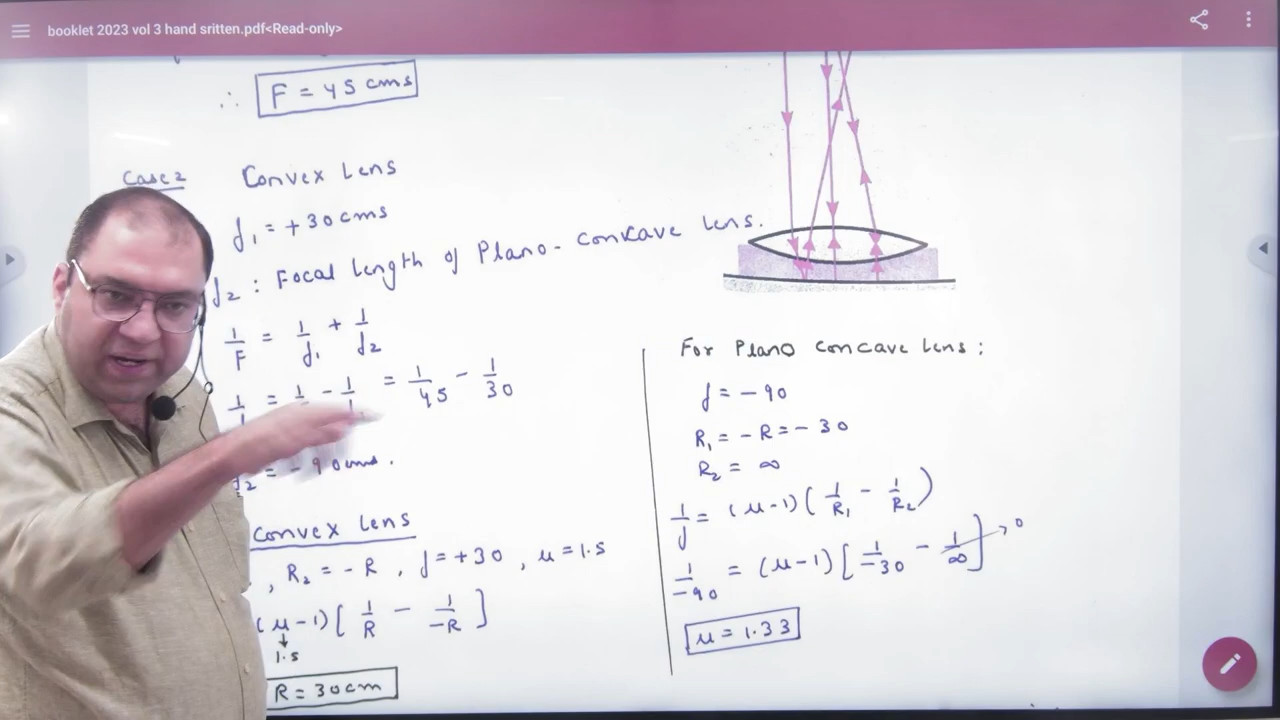 booklet 2023 vol 3 hand sritten.pdf<Read-only>
∴ F = 45 cms
Case 2 Convex Lens
f₁ = +30 cms
f₂ : Focal Length of Plano-concave Lens.
1/F = 1/f₁ + 1/f₂
= 1/45 - 1/30
f₂ = -90 cms.
Convex Lens
, R₂ = -R , f = +30 , μ = 1.5
(μ-1)[1/R - 1/-R]
1.5
R = 30cm
For Plano concave Lens :
f = -90
R₁ = -R = -30
R₂ = ∞
1/f = (μ-1)(1/R₁ - 1/R₂)
1/-90 = (μ-1)[1/-30 - 1/∞] → 0
μ = 1.33